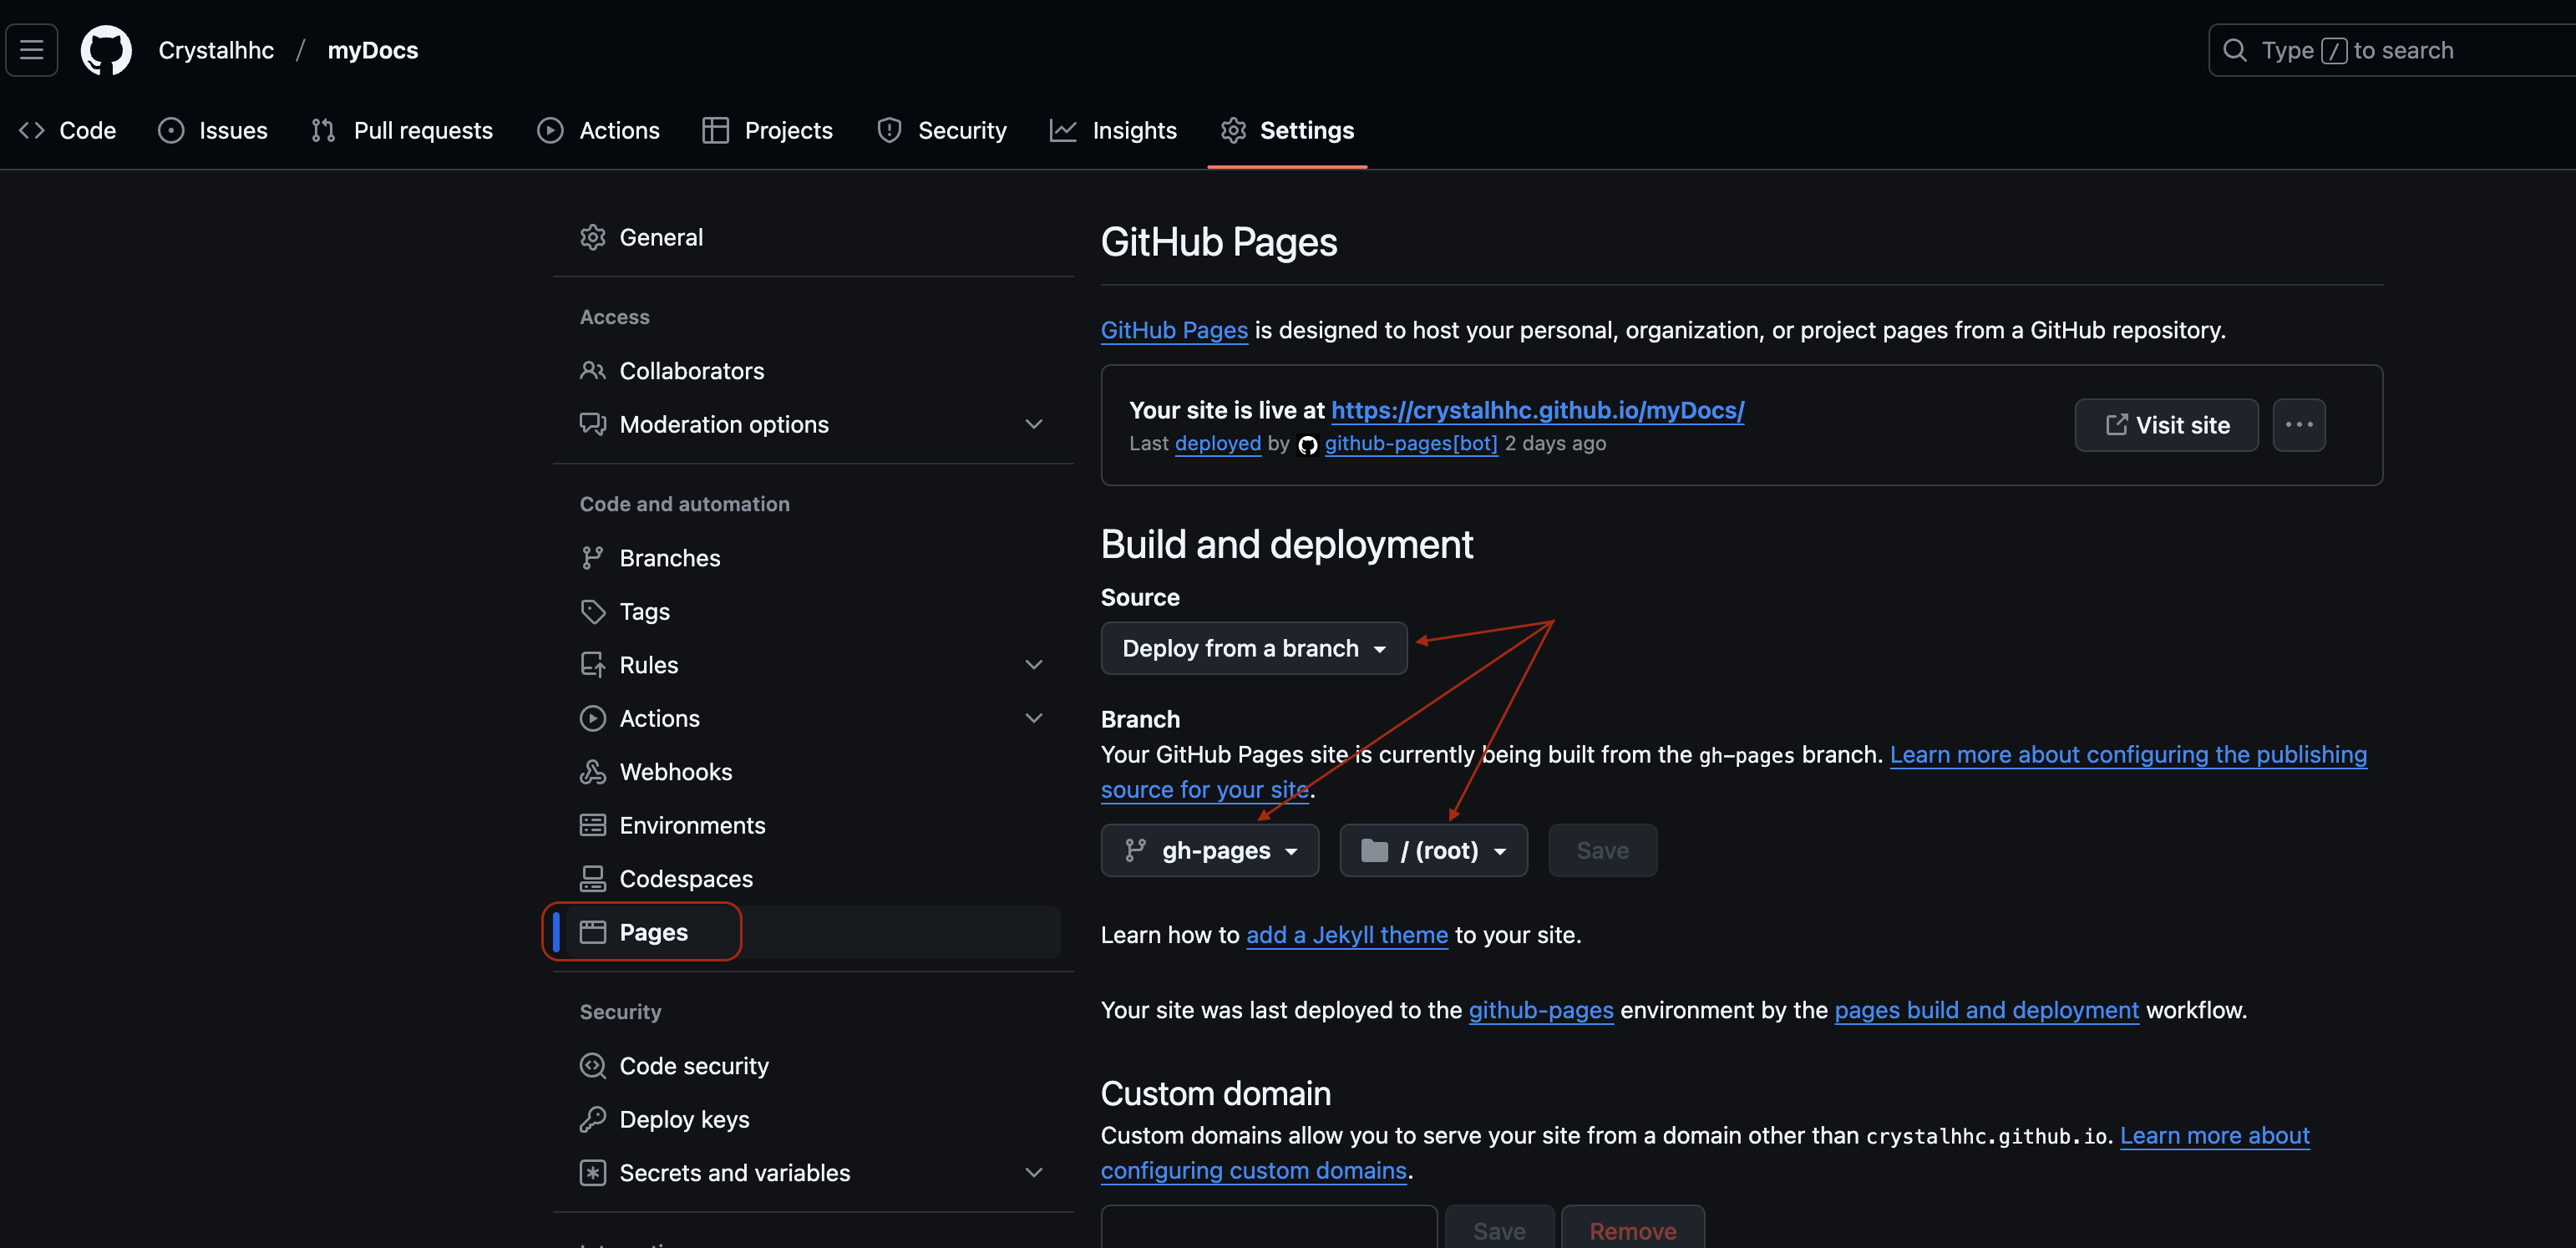 Crystalhhc / myDocs
Type / to search
Code Issues Pull requests Actions Projects Security Insights Settings
General
Access
Collaborators
Moderation options
Code and automation
Branches
Tags
Rules
Actions
Webhooks
Environments
Codespaces
Pages
Security
Code security
Deploy keys
Secrets and variables
GitHub Pages
GitHub Pages is designed to host your personal, organization, or project pages from a GitHub repository.
Your site is live at https://crystalhhc.github.io/myDocs/
Last deployed by github-pages[bot] 2 days ago
Visit site
Build and deployment
Source
Deploy from a branch
Branch
Your GitHub Pages site is currently being built from the gh-pages branch. Learn more about configuring the publishing
source for your site.
gh-pages / (root) Save
Learn how to add a Jekyll theme to your site.
Your site was last deployed to the github-pages environment by the pages build and deployment workflow.
Custom domain
Custom domains allow you to serve your site from a domain other than crystalhhc.github.io. Learn more about
configuring custom domains.
Save Remove